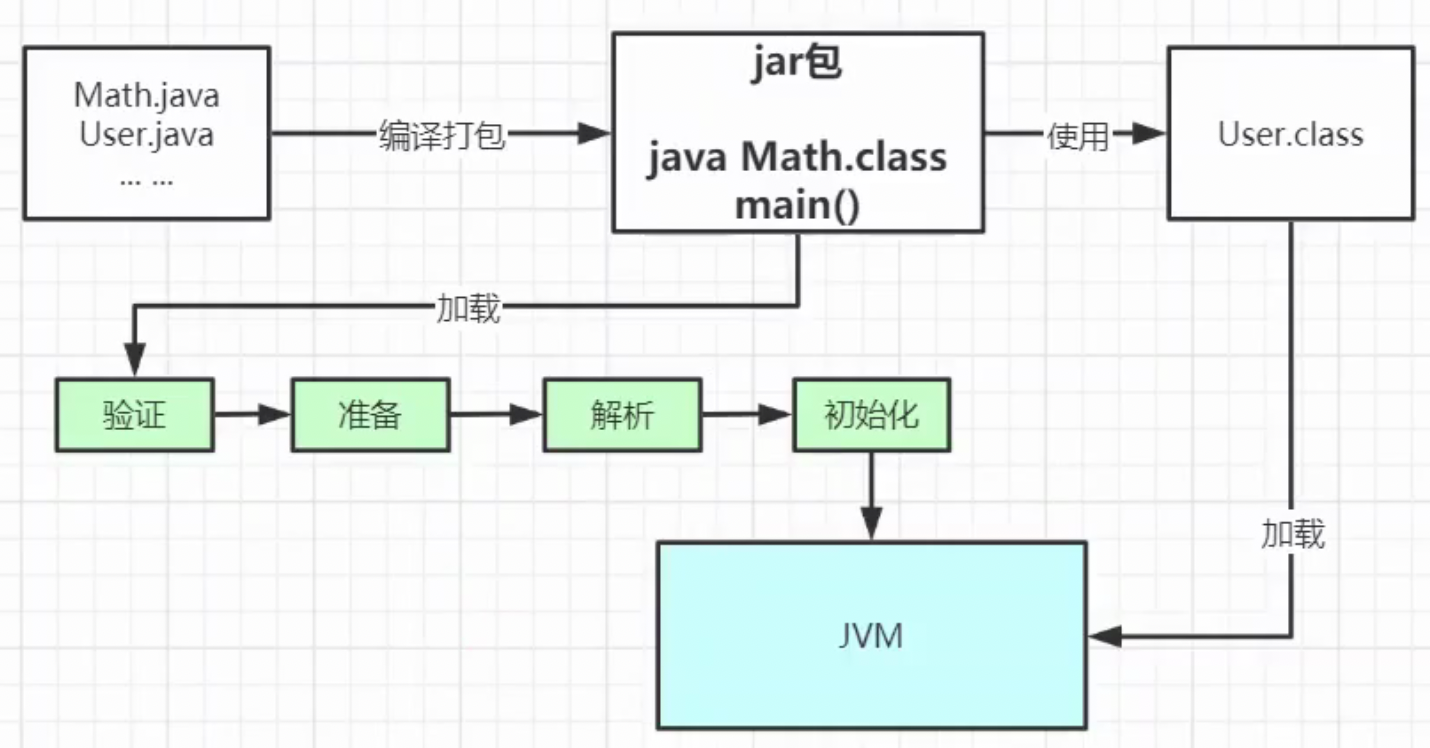 Math.java
User.java
... ...
编译打包
jar包
java Math.class
main()
使用
User.class
加载
验证
准备
解析
初始化
加载
JVM